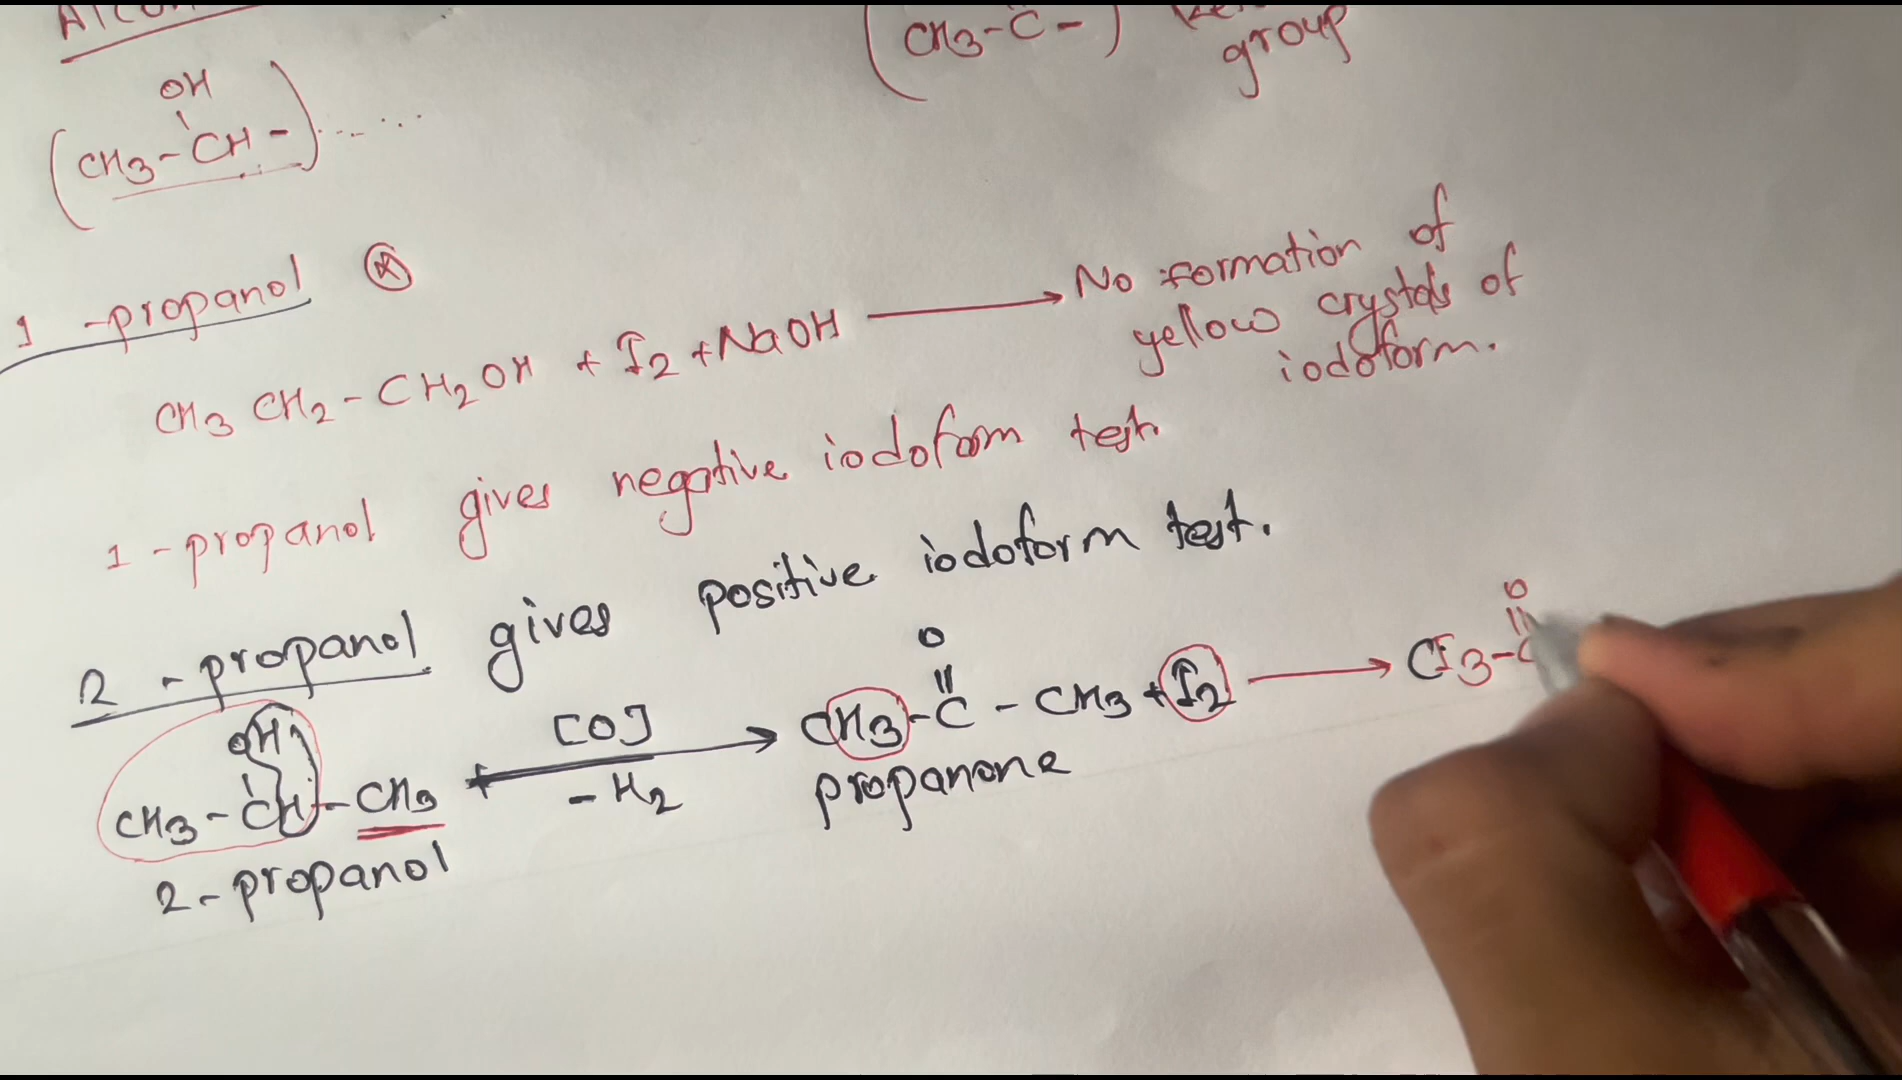 (CH3-C-)
group
OH
(CH3-CH-).......
1 -propanol ⓧ
CH3 CH2-CH2OH + I2 +NaOH ⟶ No formation of
yellow crystals of
iodoform.
1 -propanol gives negative iodoform test.
2 -propanol gives positive iodoform test.
OH [O] O O
CH3-CH-CH3 + ⟶ CH3-C-CH3 + I2 ⟶ CI3-C
-H2
2-propanol propanone